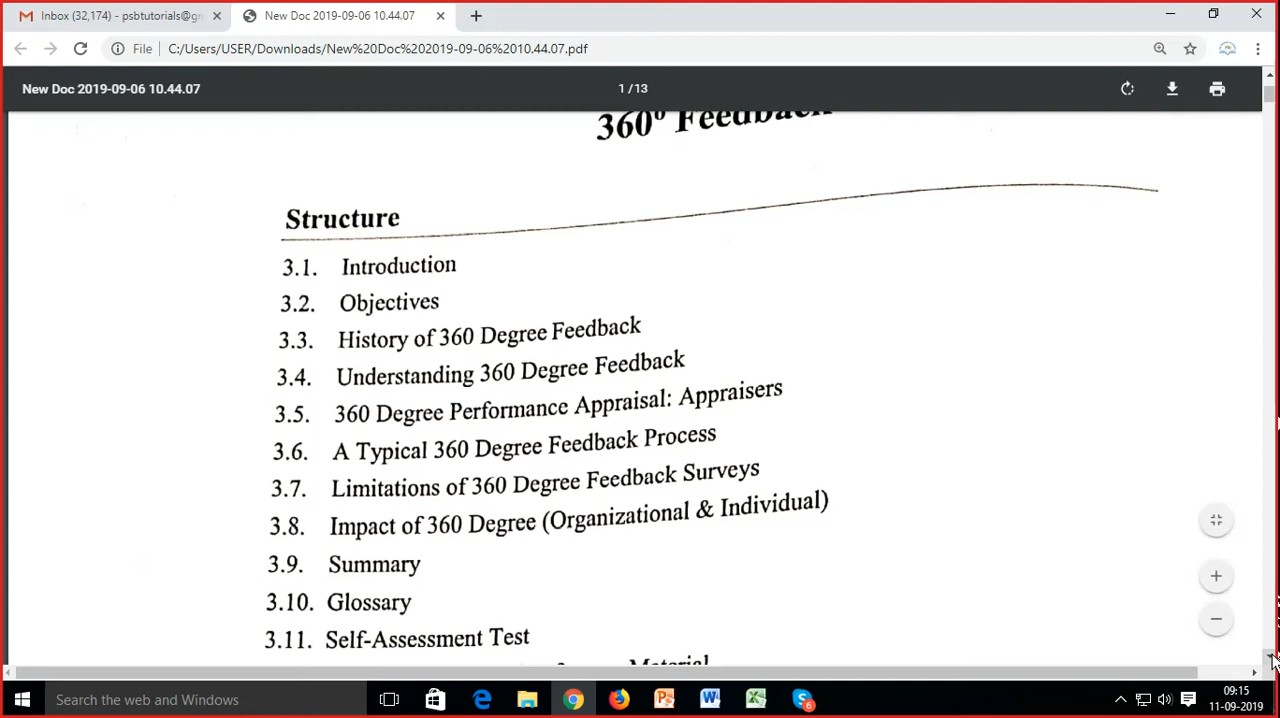 Inbox (32,174) - psbtutorials@gr
New Doc 2019-09-06 10.44.07
File
C:/Users/USER/Downloads/New%20Doc%202019-09-06%2010.44.07.pdf
New Doc 2019-09-06 10.44.07
1 / 13
360° Feedback
Structure
3.1. Introduction
3.2. Objectives
3.3. History of 360 Degree Feedback
3.4. Understanding 360 Degree Feedback
3.5. 360 Degree Performance Appraisal: Appraisers
3.6. A Typical 360 Degree Feedback Process
3.7. Limitations of 360 Degree Feedback Surveys
3.8. Impact of 360 Degree (Organizational & Individual)
3.9. Summary
3.10. Glossary
3.11. Self-Assessment Test
Material
Search the web and Windows
6
09:15
11-09-2019